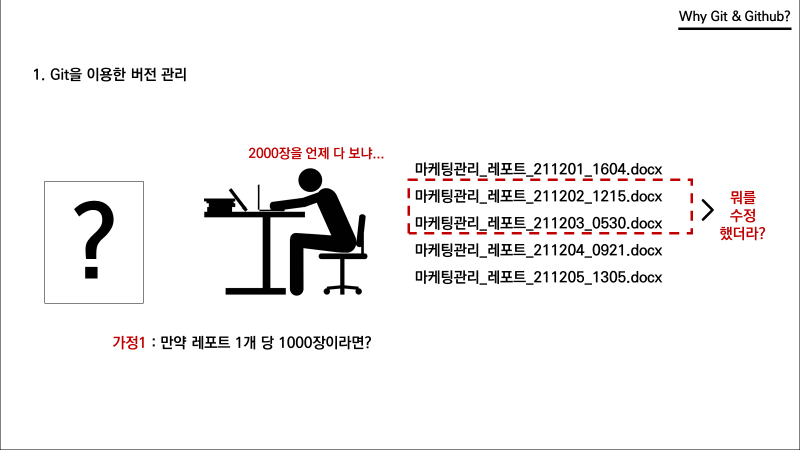 Why Git & Github?
1. Git을 이용한 버전 관리
2000장을 언제 다 보냐...
?
마케팅관리_레포트_211201_1604.docx
마케팅관리_레포트_211202_1215.docx
마케팅관리_레포트_211203_0530.docx
마케팅관리_레포트_211204_0921.docx
마케팅관리_레포트_211205_1305.docx
뭐를
수정
했더라?
가정1 : 만약 레포트 1개 당 1000장이라면?